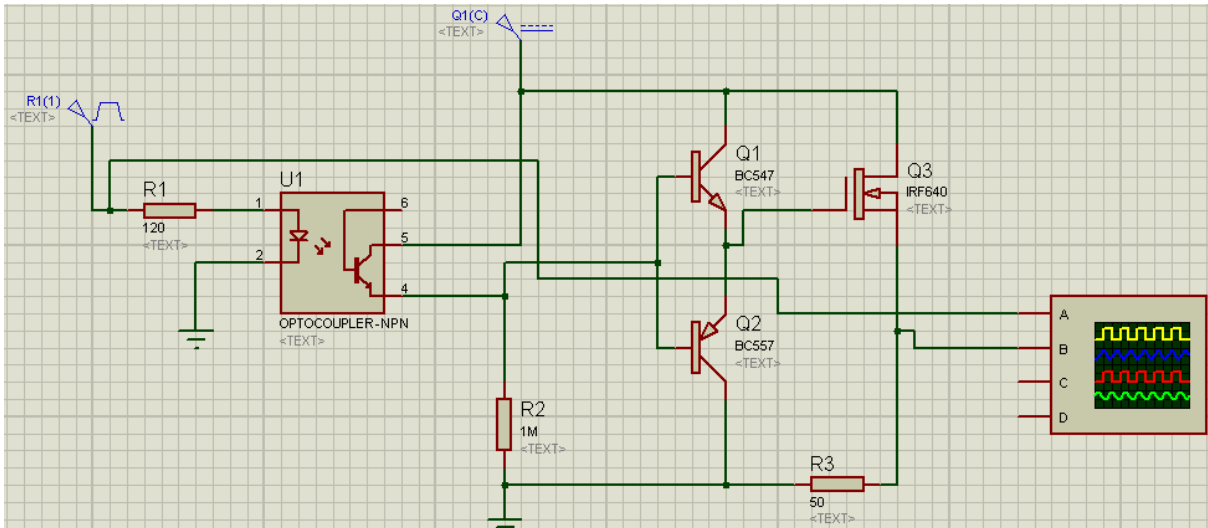 Q1(C)
<TEXT>
R1(1)
<TEXT>
R1
120
<TEXT>
U1
1
2
6
5
4
OPTOCOUPLER-NPN
<TEXT>
Q1
BC547
<TEXT>
Q3
IRF640
<TEXT>
Q2
BC557
<TEXT>
R2
1M
<TEXT>
R3
50
<TEXT>
A
B
C
D